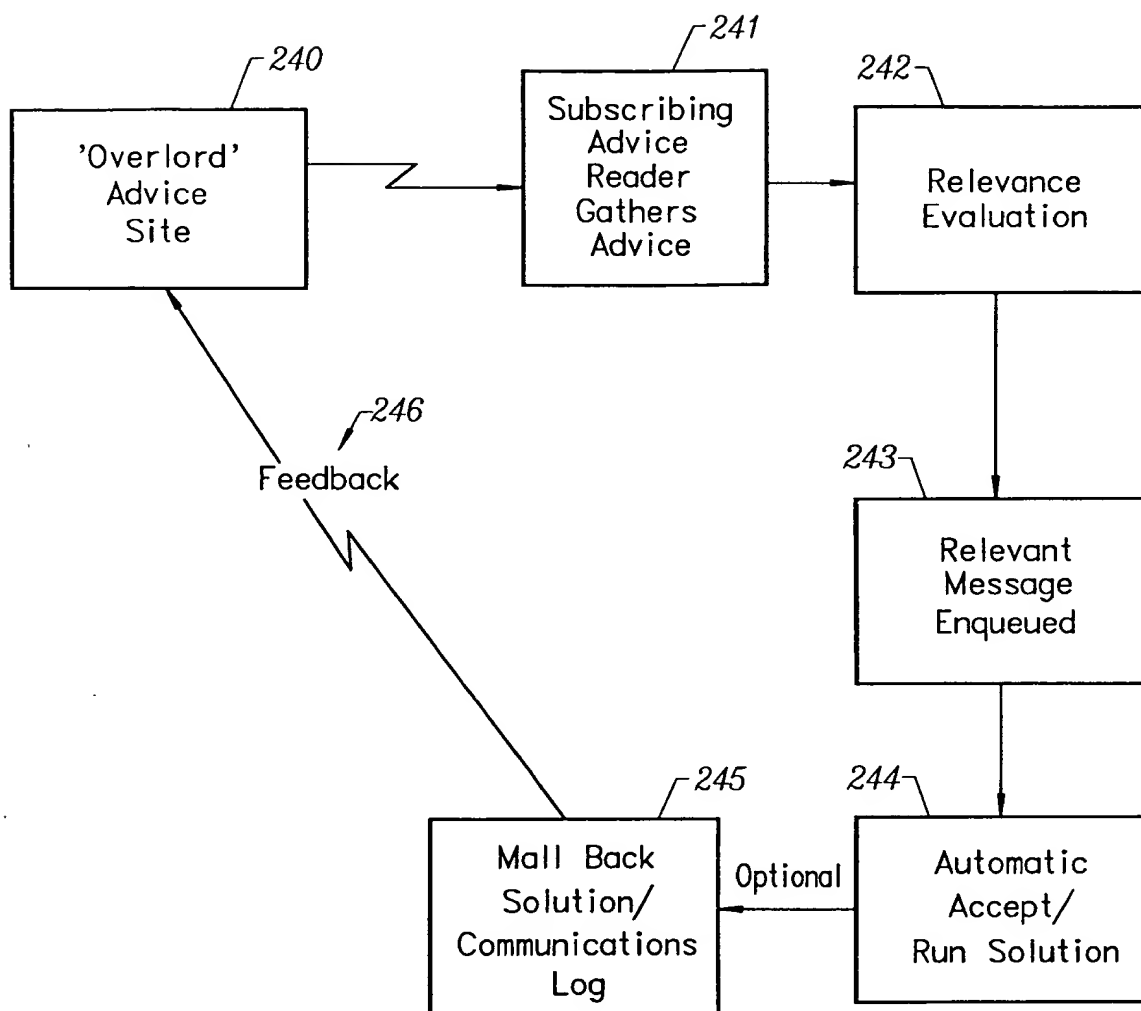 240
'Overlord'
Advice
Site
241
Subscribing
Advice
Reader
Gathers
Advice
242
Relevance
Evaluation
243
Relevant
Message
Enqueued
244
Automatic
Accept/
Run Solution
Optional
245
Mall Back
Solution/
Communications
Log
246
Feedback